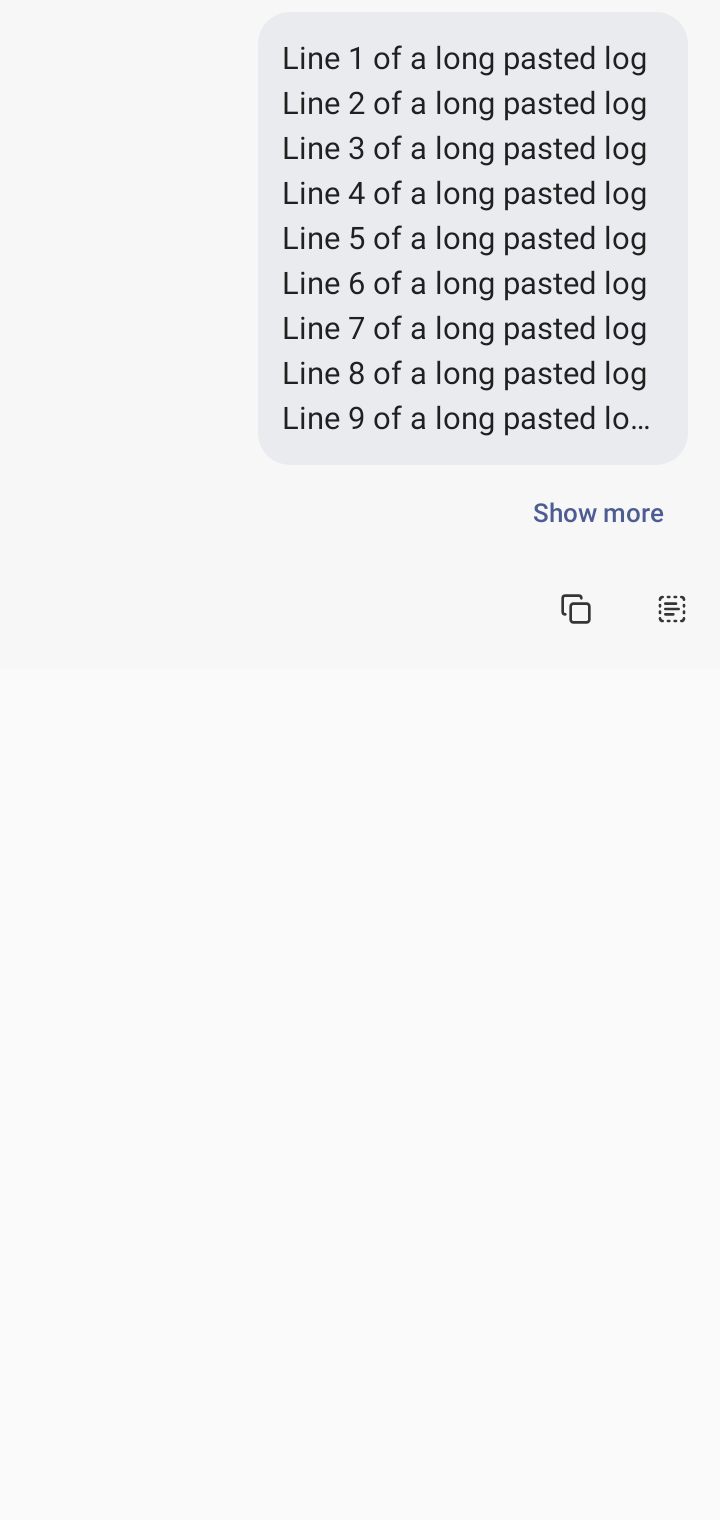 Line 1 of a long pasted log
Line 2 of a long pasted log
Line 3 of a long pasted log
Line 4 of a long pasted log
Line 5 of a long pasted log
Line 6 of a long pasted log
Line 7 of a long pasted log
Line 8 of a long pasted log
Line 9 of a long pasted lo…
Show more